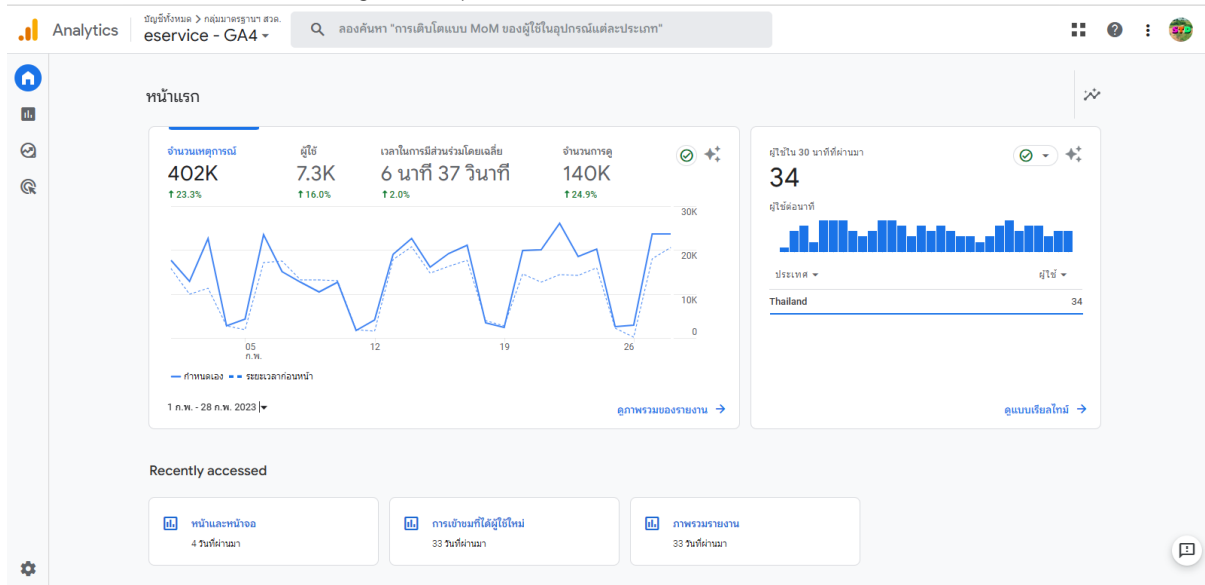 Analytics
บัญชีทั้งหมด > กลุ่มมาตรฐานฯ สวด.
eservice - GA4
ลองค้นหา "การเติบโตแบบ MoM ของผู้ใช้ในอุปกรณ์แต่ละประเภท"
หน้าแรก
จำนวนเหตุการณ์ ผู้ใช้ เวลาในการมีส่วนร่วมโดยเฉลี่ย จำนวนการดู
402K 7.3K 6 นาที 37 วินาที 140K
↑ 23.3% ↑ 16.0% ↑ 2.0% ↑ 24.9%
30K
20K
10K
0
05 12 19 26
ก.พ.
กำหนดเอง ระยะเวลาก่อนหน้า
1 ก.พ. - 28 ก.พ. 2023
ดูภาพรวมของรายงาน →
ผู้ใช้ใน 30 นาทีที่ผ่านมา
34
ผู้ใช้ต่อนาที
ประเทศ ผู้ใช้
Thailand 34
ดูแบบเรียลไทม์ →
Recently accessed
หน้าและหน้าจอ
4 วันที่ผ่านมา
การเข้าชมที่ได้ผู้ใช้ใหม่
33 วันที่ผ่านมา
ภาพรวมรายงาน
33 วันที่ผ่านมา